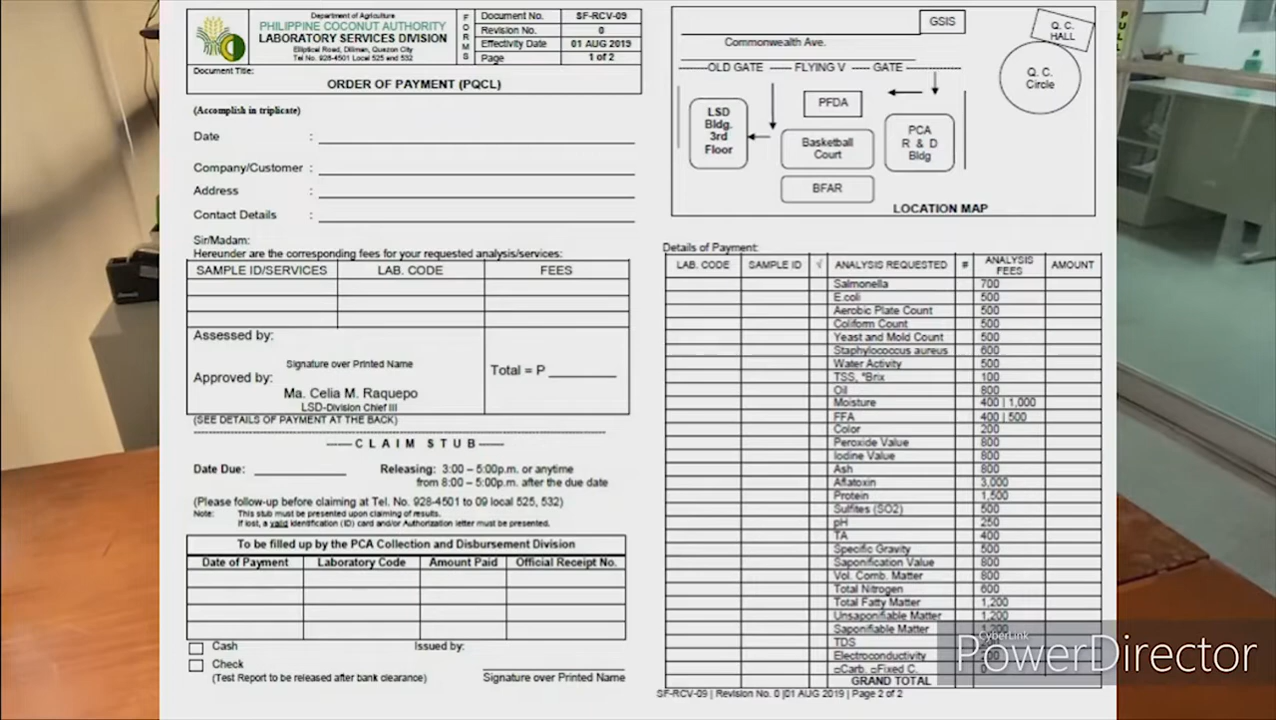 Department of Agriculture
PHILIPPINE COCONUT AUTHORITY
LABORATORY SERVICES DIVISION
Elliptical Road, Diliman, Quezon City
Tel No. 928-4501 Local 525 and 532
FORMS
Document No. SF-RCV-09
Revision No. 0
Effectivity Date 01 AUG 2019
Page 1 of 2
Document Title:
ORDER OF PAYMENT (PQCL)
(Accomplish in triplicate)
Date :
Company/Customer :
Address :
Contact Details :
Sir/Madam:
Hereunder are the corresponding fees for your requested analysis/services:
SAMPLE ID/SERVICES LAB. CODE FEES
Assessed by:
Signature over Printed Name
Approved by:
Ma. Celia M. Raquepo
LSD-Division Chief III
Total = P ________
(SEE DETAILS OF PAYMENT AT THE BACK)
------CLAIM STUB------
Date Due: ____________ Releasing: 3:00 – 5:00p.m. or anytime
from 8:00 – 5:00p.m. after the due date
(Please follow-up before claiming at Tel. No. 928-4501 to 09 local 525, 532)
Note: This stub must be presented upon claiming of results.
If lost, a valid identification (ID) card and/or Authorization letter must be presented.
To be filled up by the PCA Collection and Disbursement Division
Date of Payment Laboratory Code Amount Paid Official Receipt No.
Cash Issued by:
Check
(Test Report to be released after bank clearance) Signature over Printed Name
GSIS
Q. C. HALL
Commonwealth Ave.
OLD GATE FLYING V GATE
Q. C.
Circle
LSD
Bldg.
3rd
Floor
PFDA
Basketball
Court
PCA
R & D
Bldg
BFAR
LOCATION MAP
Details of Payment:
LAB. CODE SAMPLE ID √ ANALYSIS REQUESTED # ANALYSIS FEES AMOUNT
Salmonella 700
E.coli 500
Aerobic Plate Count 500
Coliform Count 500
Yeast and Mold Count 500
Staphylococcus aureus 600
Water Activity 500
TSS, °Brix 100
Oil 800
Moisture 400 | 1,000
FFA 400 | 500
Color 200
Peroxide Value 800
Iodine Value 800
Ash 800
Aflatoxin 3,000
Protein 1,500
Sulfites (SO2) 500
pH 250
TA 400
Specific Gravity 500
Saponification Value 800
Vol. Comb. Matter 800
Total Nitrogen 600
Total Fatty Matter 1,200
Unsaponifiable Matter 1,200
Saponifiable Matter 1,200
TDS
Electroconductivity
□Carb. □Fixed C.
GRAND TOTAL
SF-RCV-09 | Revision No. 0 |01 AUG 2019 | Page 2 of 2
CyberLink
PowerDirector